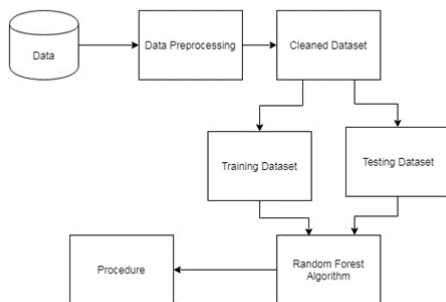 Data
Data Preprocessing
Cleaned Dataset
Training Dataset
Testing Dataset
Procedure
Random Forest
Algorithm